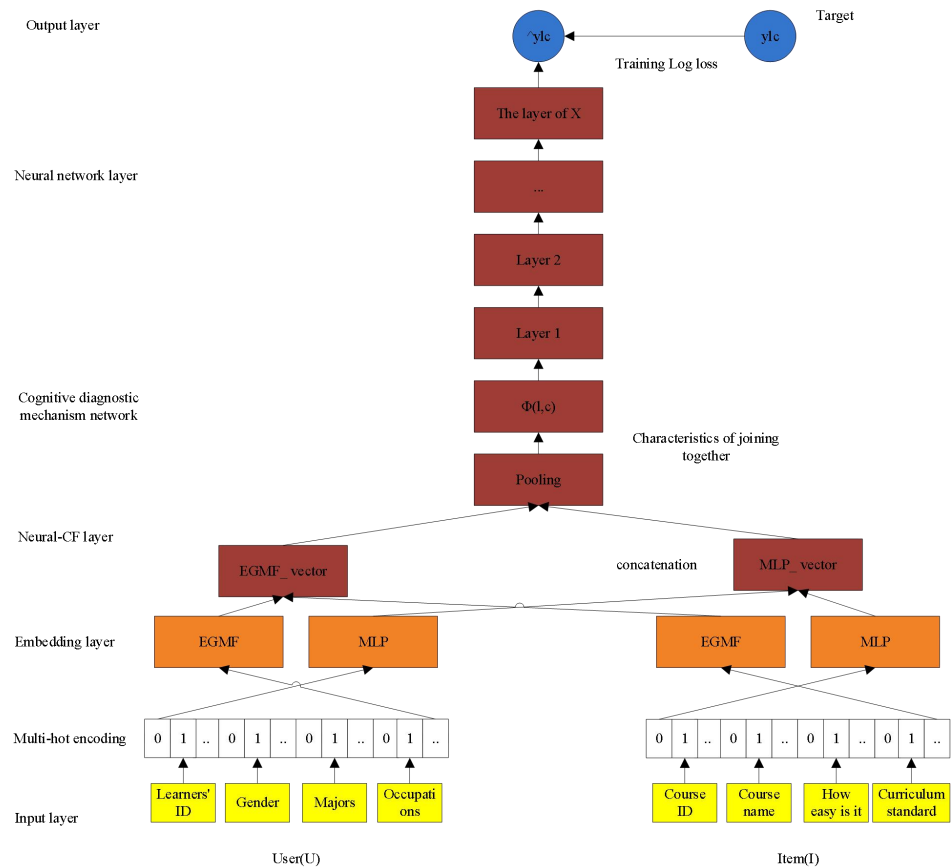 Output layer
^ylc
ylc
Target
Training Log loss
The layer of X
Neural network layer
...
Layer 2
Layer 1
Cognitive diagnostic
mechanism network
Φ(l,c)
Characteristics of joining
together
Pooling
Neural-CF layer
EGMF_ vector
concatenation
MLP_ vector
Embedding layer
EGMF
MLP
EGMF
MLP
Multi-hot encoding
0 1 .. 0 1 .. 0 1 .. 0 1 ..
0 1 .. 0 1 .. 0 1 .. 0 1 ..
Input layer
Learners'
ID
Gender
Majors
Occupati
ons
Course
ID
Course
name
How
easy is it
Curriculum
standard
User(U)
Item(I)